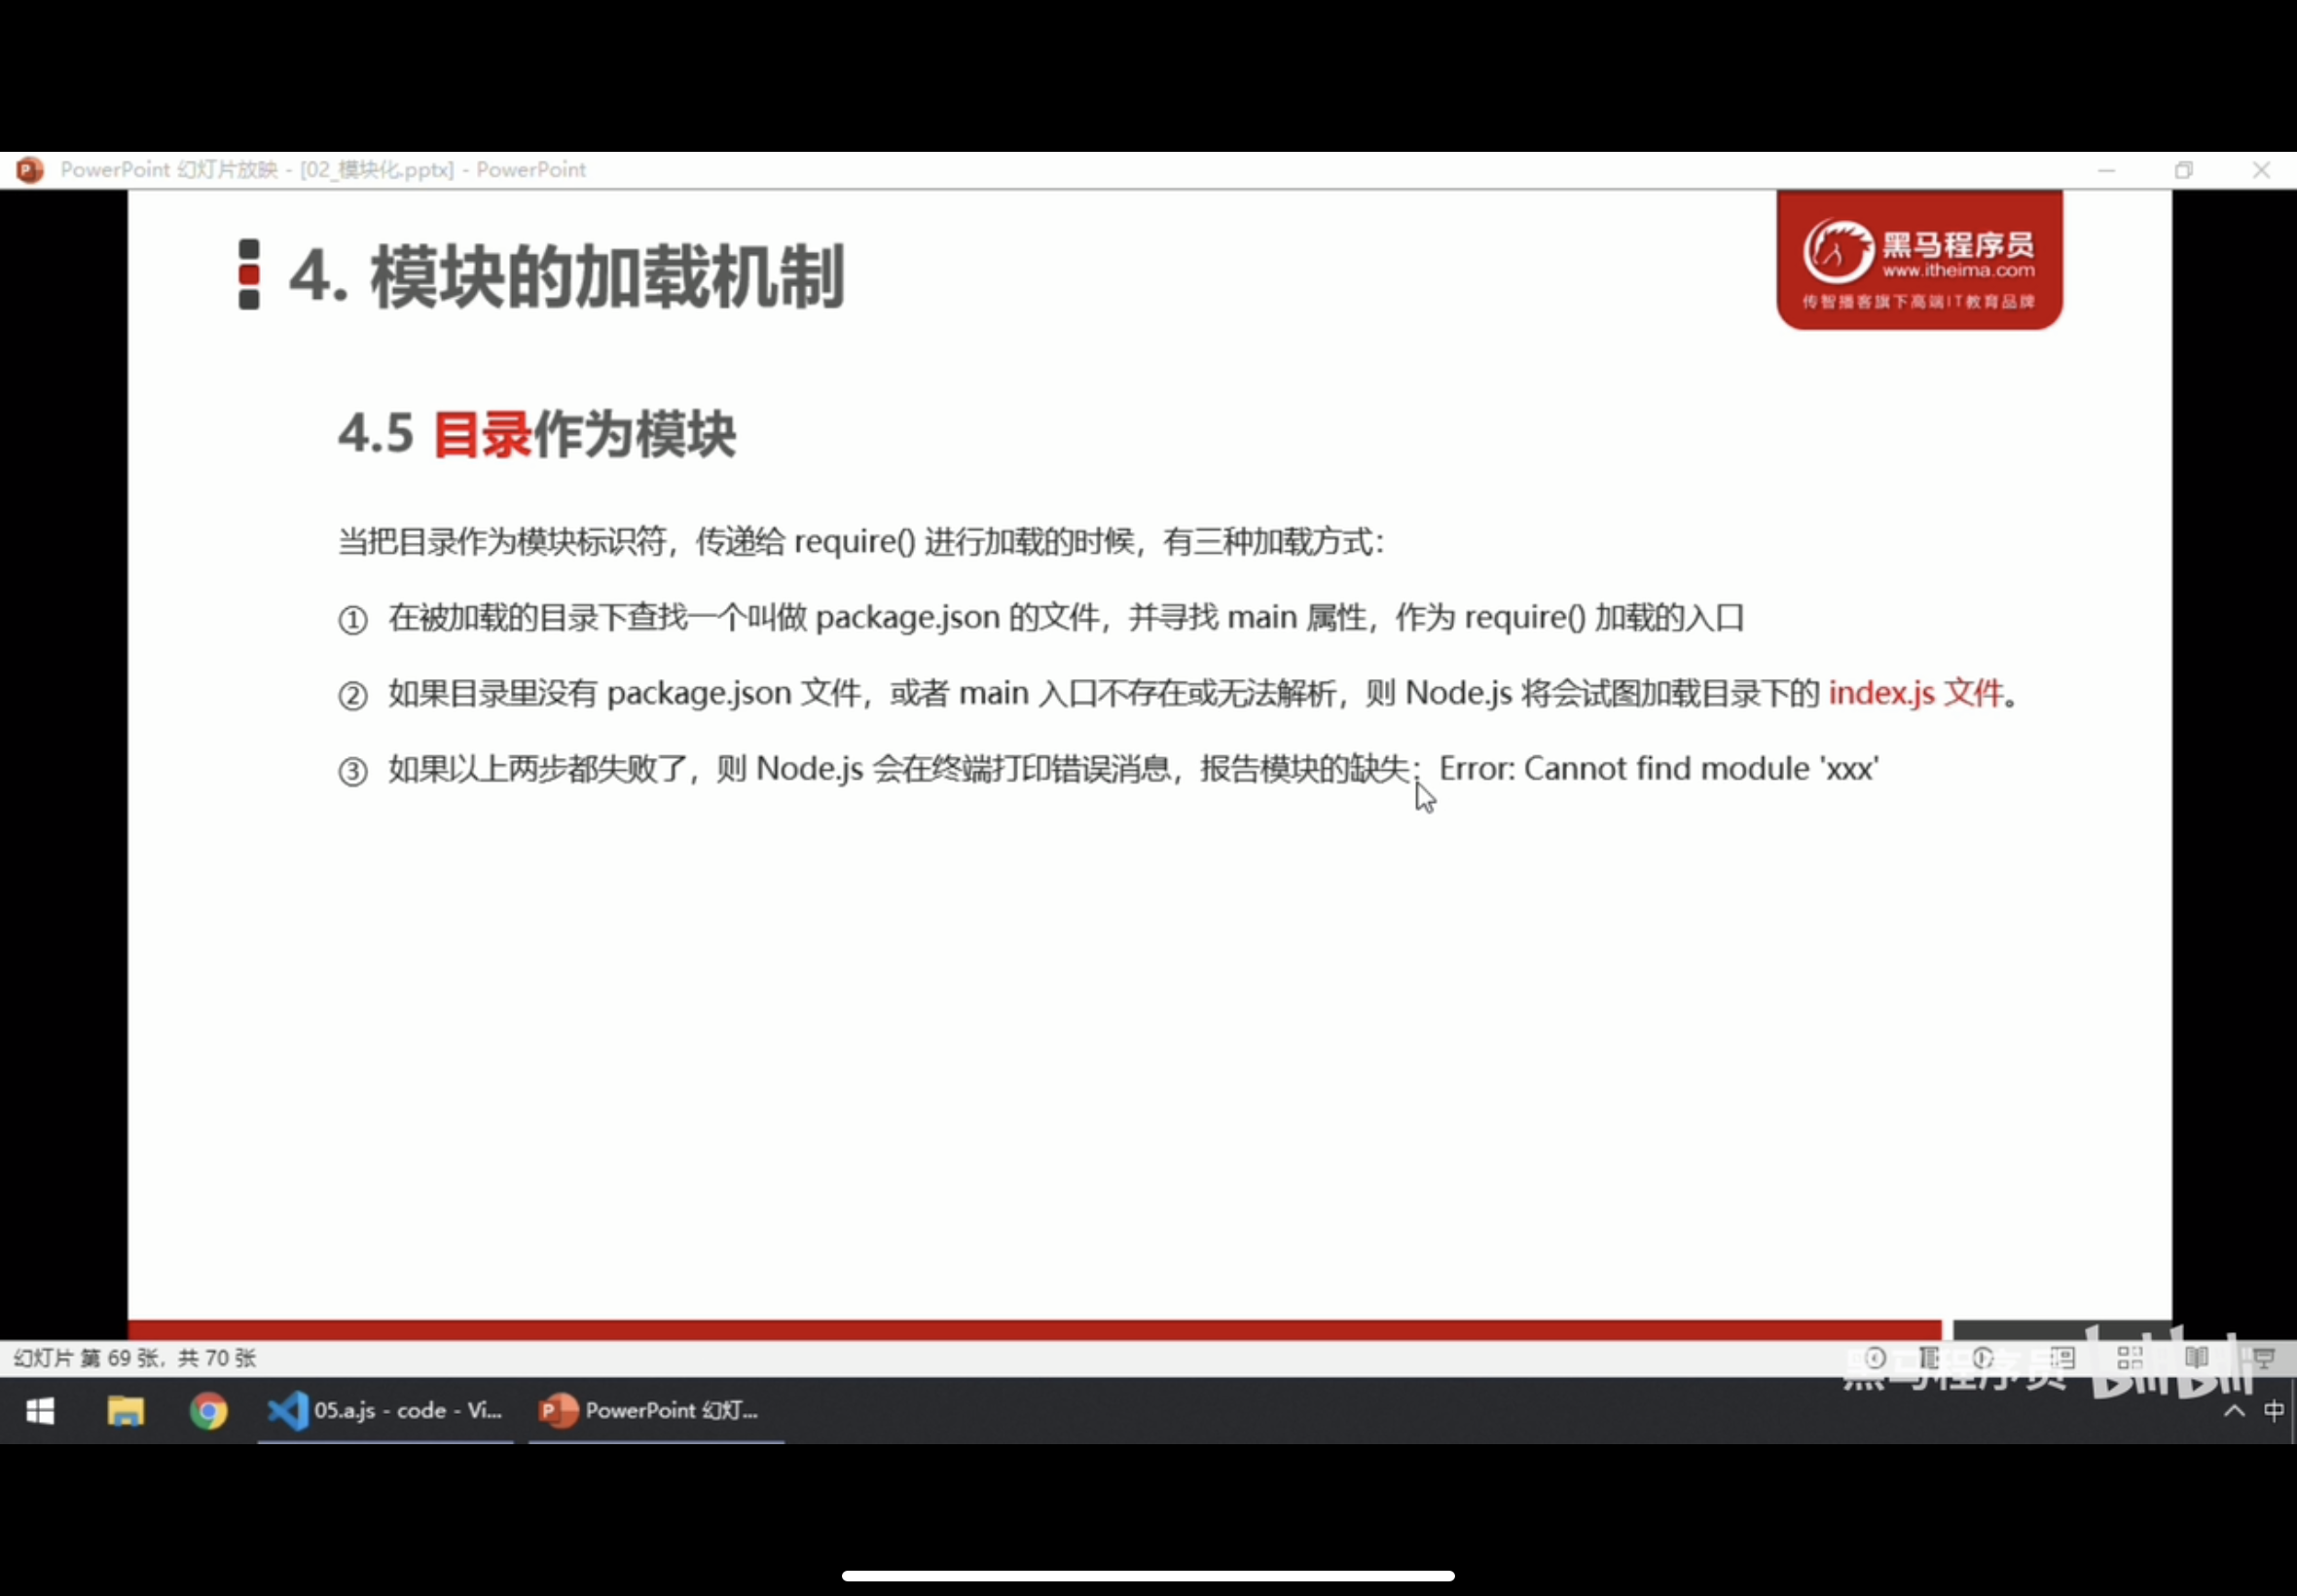 PowerPoint 幻灯片放映 - [02_模块化.pptx] - PowerPoint
4. 模块的加载机制
黑马程序员
www.itheima.com
传智播客旗下高端IT教育品牌
4.5 目录作为模块
当把目录作为模块标识符，传递给 require() 进行加载的时候，有三种加载方式：
① 在被加载的目录下查找一个叫做 package.json 的文件，并寻找 main 属性，作为 require() 加载的入口
② 如果目录里没有 package.json 文件，或者 main 入口不存在或无法解析，则 Node.js 将会试图加载目录下的 index.js 文件。
③ 如果以上两步都失败了，则 Node.js 会在终端打印错误消息，报告模块的缺失：Error: Cannot find module 'xxx'
幻灯片 第 69 张，共 70 张
黑马程序员 bilibili
05.a.js - code - Vi...
PowerPoint 幻灯...
中